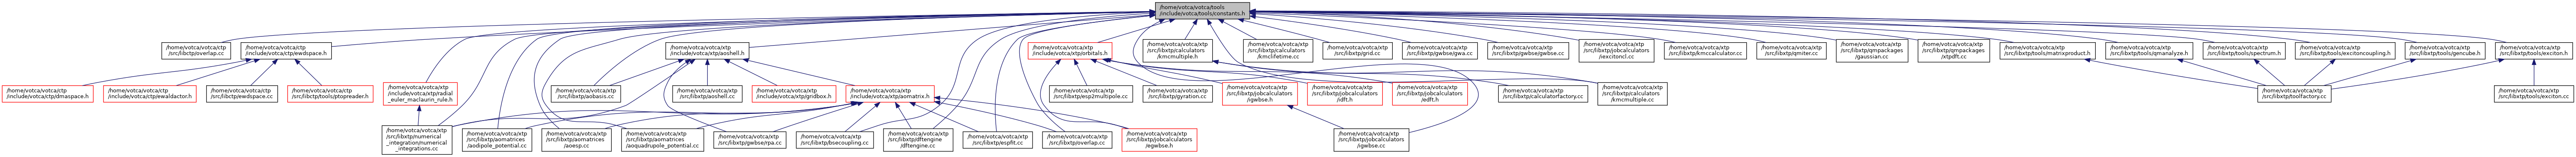 /home/votca/votca/tools
/include/votca/tools/constants.h
/home/votca/votca/ctp
/src/libctp/overlap.cc
/home/votca/votca/ctp
/include/votca/ctp/ewdspace.h
/home/votca/votca/xtp
/include/votca/xtp/aoshell.h
/home/votca/votca/xtp
/include/votca/xtp/orbitals.h
/home/votca/votca/xtp
/src/libxtp/calculators
/kmcmultiple.h
/home/votca/votca/xtp
/src/libxtp/calculators
/kmclifetime.cc
/home/votca/votca/xtp
/src/libxtp/grid.cc
/home/votca/votca/xtp
/src/libxtp/gwbse/gwa.cc
/home/votca/votca/xtp
/src/libxtp/gwbse/gwbse.cc
/home/votca/votca/xtp
/src/libxtp/jobcalculators
/iexcitoncl.cc
/home/votca/votca/xtp
/src/libxtp/kmccalculator.cc
/home/votca/votca/xtp
/src/libxtp/qmiter.cc
/home/votca/votca/xtp
/src/libxtp/qmpackages
/gaussian.cc
/home/votca/votca/xtp
/src/libxtp/qmpackages
/xtpdft.cc
/home/votca/votca/xtp
/src/libxtp/tools/matrixproduct.h
/home/votca/votca/xtp
/src/libxtp/tools/qmanalyze.h
/home/votca/votca/xtp
/src/libxtp/tools/spectrum.h
/home/votca/votca/xtp
/src/libxtp/tools/excitoncoupling.h
/home/votca/votca/xtp
/src/libxtp/tools/gencube.h
/home/votca/votca/xtp
/src/libxtp/tools/exciton.h
/home/votca/votca/ctp
/include/votca/ctp/dmaspace.h
/home/votca/votca/ctp
/include/votca/ctp/ewaldactor.h
/home/votca/votca/ctp
/src/libctp/ewdspace.cc
/home/votca/votca/ctp
/src/libctp/tools/ptopreader.h
/home/votca/votca/xtp
/include/votca/xtp/radial
_euler_maclaurin_rule.h
/home/votca/votca/xtp
/src/libxtp/aobasis.cc
/home/votca/votca/xtp
/src/libxtp/aoshell.cc
/home/votca/votca/xtp
/include/votca/xtp/gridbox.h
/home/votca/votca/xtp
/include/votca/xtp/aomatrix.h
/home/votca/votca/xtp
/src/libxtp/esp2multipole.cc
/home/votca/votca/xtp
/src/libxtp/gyration.cc
/home/votca/votca/xtp
/src/libxtp/jobcalculators
/igwbse.h
/home/votca/votca/xtp
/src/libxtp/jobcalculators
/idft.h
/home/votca/votca/xtp
/src/libxtp/jobcalculators
/edft.h
/home/votca/votca/xtp
/src/libxtp/calculatorfactory.cc
/home/votca/votca/xtp
/src/libxtp/calculators
/kmcmultiple.cc
/home/votca/votca/xtp
/src/libxtp/toolfactory.cc
/home/votca/votca/xtp
/src/libxtp/tools/exciton.cc
/home/votca/votca/xtp
/src/libxtp/numerical
_integration/numerical
_integrations.cc
/home/votca/votca/xtp
/src/libxtp/aomatrices
/aodipole_potential.cc
/home/votca/votca/xtp
/src/libxtp/aomatrices
/aoesp.cc
/home/votca/votca/xtp
/src/libxtp/aomatrices
/aoquadrupole_potential.cc
/home/votca/votca/xtp
/src/libxtp/gwbse/rpa.cc
/home/votca/votca/xtp
/src/libxtp/bsecoupling.cc
/home/votca/votca/xtp
/src/libxtp/dftengine
/dftengine.cc
/home/votca/votca/xtp
/src/libxtp/espfit.cc
/home/votca/votca/xtp
/src/libxtp/overlap.cc
/home/votca/votca/xtp
/src/libxtp/jobcalculators
/egwbse.h
/home/votca/votca/xtp
/src/libxtp/jobcalculators
/igwbse.cc